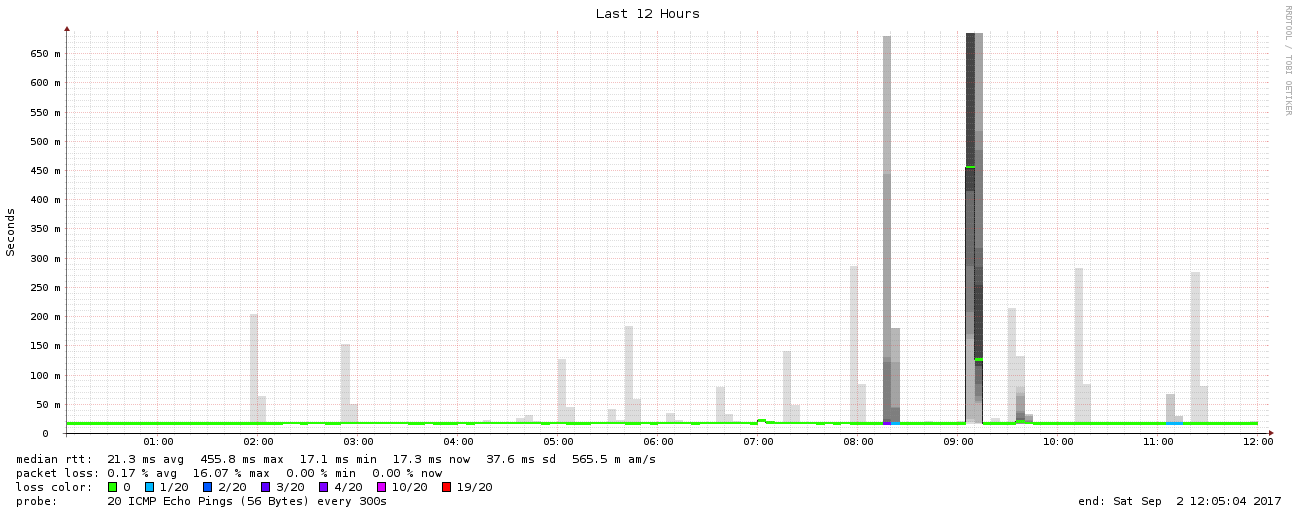 Last 12 Hours
RRDTOOL / TOBI OETIKER
Seconds
650 m
600 m
550 m
500 m
450 m
400 m
350 m
300 m
250 m
200 m
150 m
100 m
50 m
0
01:00 02:00 03:00 04:00 05:00 06:00 07:00 08:00 09:00 10:00 11:00 12:00
median rtt: 21.3 ms avg 455.8 ms max 17.1 ms min 17.3 ms now 37.6 ms sd 565.5 m am/s
packet loss: 0.17 % avg 16.07 % max 0.00 % min 0.00 % now
loss color: 0 1/20 2/20 3/20 4/20 10/20 19/20
probe: 20 ICMP Echo Pings (56 Bytes) every 300s end: Sat Sep 2 12:05:04 2017